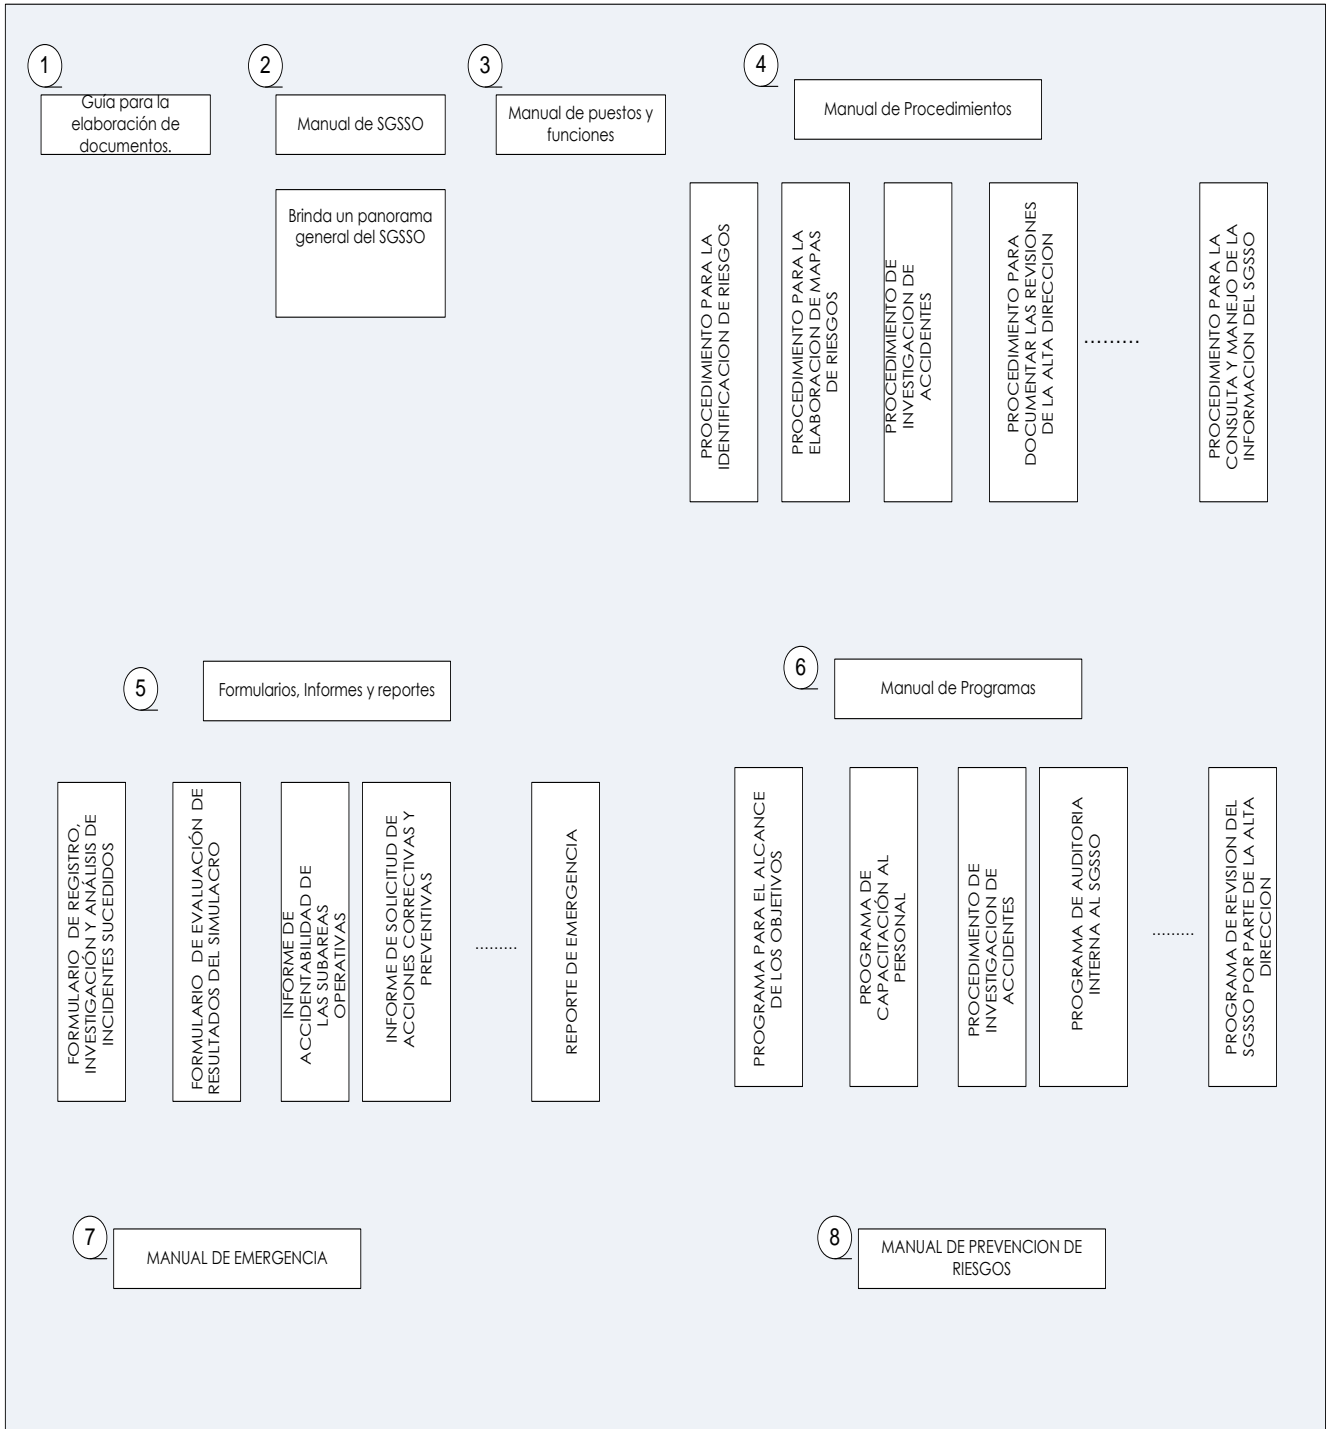 1
Guía para la
elaboración de
documentos.
2
Manual de SGSSO
Brinda un panorama
general del SGSSO
3
Manual de puestos y
funciones
4
Manual de Procedimientos
PROCEDIMIENTO PARA LA
IDENTIFICACION DE RIESGOS
PROCEDIMIENTO PARA LA
ELABORACION DE MAPAS
DE RIESGOS
PROCEDIMIENTO DE
INVESTIGACION DE
ACCIDENTES
PROCEDIMIENTO PARA
DOCUMENTAR LAS REVISIONES
DE LA ALTA DIRECCION
.........
PROCEDIMIENTO PARA LA
CONSULTA Y MANEJO DE LA
INFORMACION DEL SGSSO
5
Formularios, Informes y reportes
FORMULARIO DE REGISTRO,
INVESTIGACIÓN Y ANÁLISIS DE
INCIDENTES SUCEDIDOS
FORMULARIO DE EVALUACIÓN DE
RESULTADOS DEL SIMULACRO
INFORME DE
ACCIDENTABILIDAD DE
LAS SUBAREAS
OPERATIVAS
INFORME DE SOLICITUD DE
ACCIONES CORRECTIVAS Y
PREVENTIVAS
.........
REPORTE DE EMERGENCIA
6
Manual de Programas
PROGRAMA PARA EL ALCANCE
DE LOS OBJETIVOS
PROGRAMA DE
CAPACITACIÓN AL
PERSONAL
PROCEDIMIENTO DE
INVESTIGACION DE
ACCIDENTES
PROGRAMA DE AUDITORIA
INTERNA AL SGSSO
.........
PROGRAMA DE REVISION DEL
SGSSO POR PARTE DE LA ALTA
DIRECCION
7
MANUAL DE EMERGENCIA
8
MANUAL DE PREVENCION DE
RIESGOS